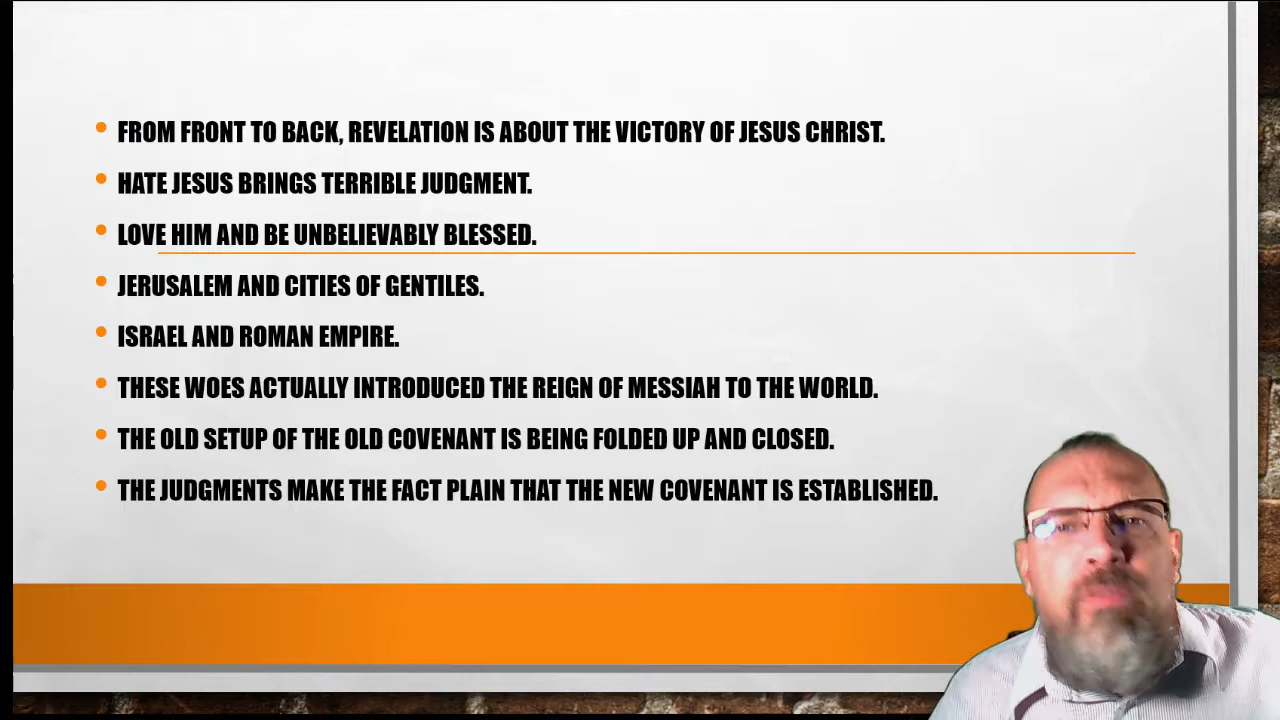 FROM FRONT TO BACK, REVELATION IS ABOUT THE VICTORY OF JESUS CHRIST.
HATE JESUS BRINGS TERRIBLE JUDGMENT.
LOVE HIM AND BE UNBELIEVABLY BLESSED.
JERUSALEM AND CITIES OF GENTILES.
ISRAEL AND ROMAN EMPIRE.
THESE WOES ACTUALLY INTRODUCED THE REIGN OF MESSIAH TO THE WORLD.
THE OLD SETUP OF THE OLD COVENANT IS BEING FOLDED UP AND CLOSED.
THE JUDGMENTS MAKE THE FACT PLAIN THAT THE NEW COVENANT IS ESTABLISHED.